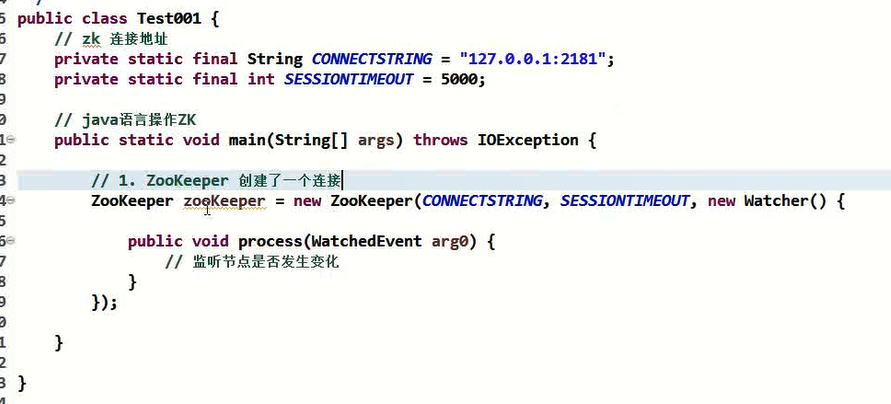 5 public class Test001 {
6 // zk 连接地址
7 private static final String CONNECTSTRING = "127.0.0.1:2181";
8 private static final int SESSIONTIMEOUT = 5000;
9
0 // java语言操作ZK
1 public static void main(String[] args) throws IOException {
2
3 // 1. ZooKeeper 创建了一个连接
4 ZooKeeper zooKeeper = new ZooKeeper(CONNECTSTRING, SESSIONTIMEOUT, new Watcher() {
5
6 public void process(WatchedEvent arg0) {
7 // 监听节点是否发生变化
8 }
9 });
0
1 }
2
3 }